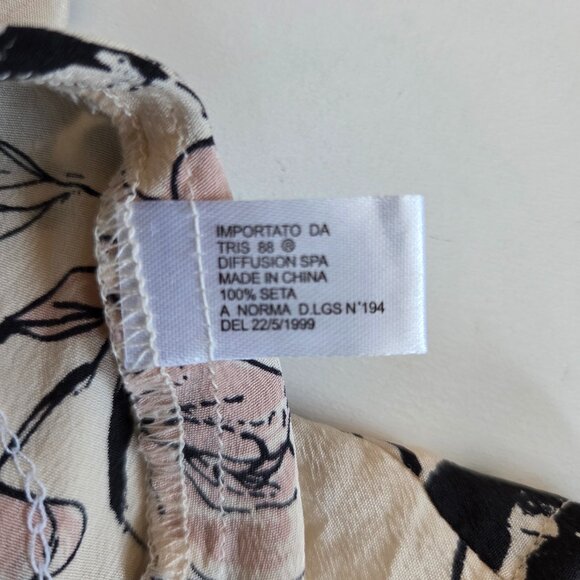 IMPORTATO DA
TRIS 88 ®
DIFFUSION SPA
MADE IN CHINA
100% SETA
A NORMA D.LGS N°194
DEL 22/5/1999